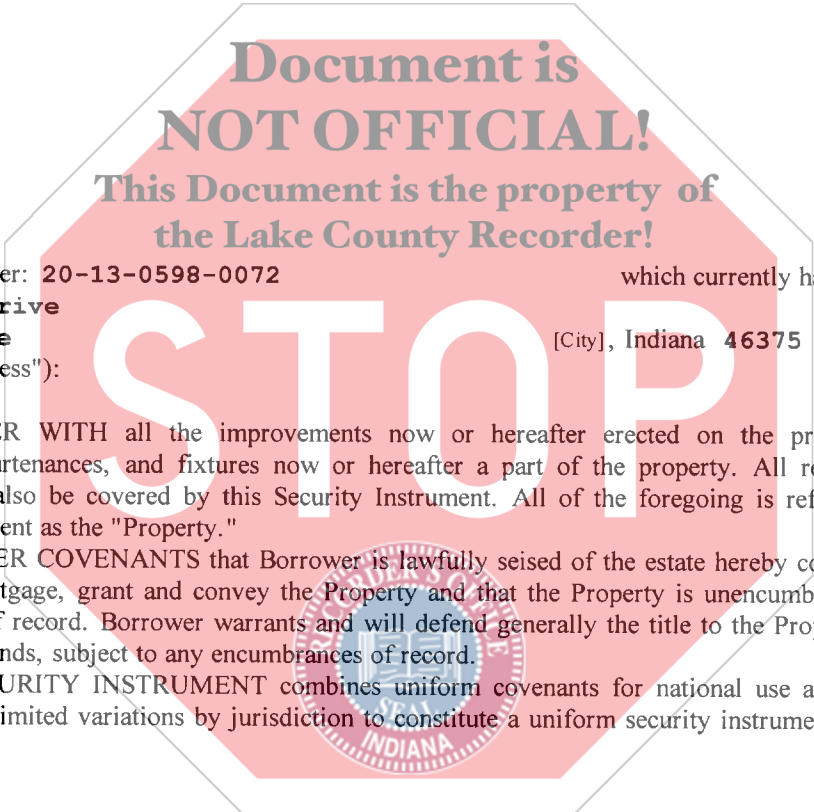 Document is
NOT OFFICIAL!
This Document is the property of
the Lake County Recorder!
er: 20-13-0598-0072 which currently ha
rive
e [City], Indiana 46375
ess"):
STOP
ER WITH all the improvements now or hereafter erected on the pr
rtenances, and fixtures now or hereafter a part of the property. All re
also be covered by this Security Instrument. All of the foregoing is ref
ent as the "Property."
ER COVENANTS that Borrower is lawfully seised of the estate hereby co
tgage, grant and convey the Property and that the Property is unencumb
f record. Borrower warrants and will defend generally the title to the Prop
nds, subject to any encumbrances of record.
URITY INSTRUMENT combines uniform covenants for national use a
imited variations by jurisdiction to constitute a uniform security instrume
RECORDER'S OFFICE
SEAL
INDIANA